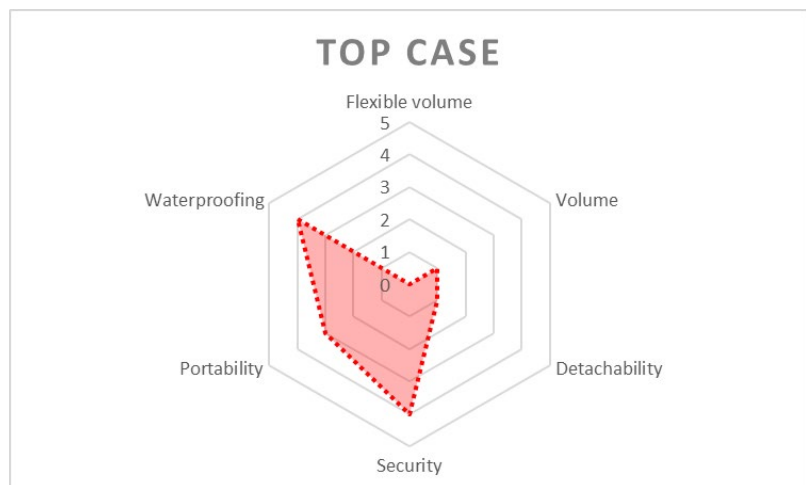 TOP CASE
Flexible volume
5
4
3
2
1
0
Waterproofing
Volume
Portability
Detachability
Security